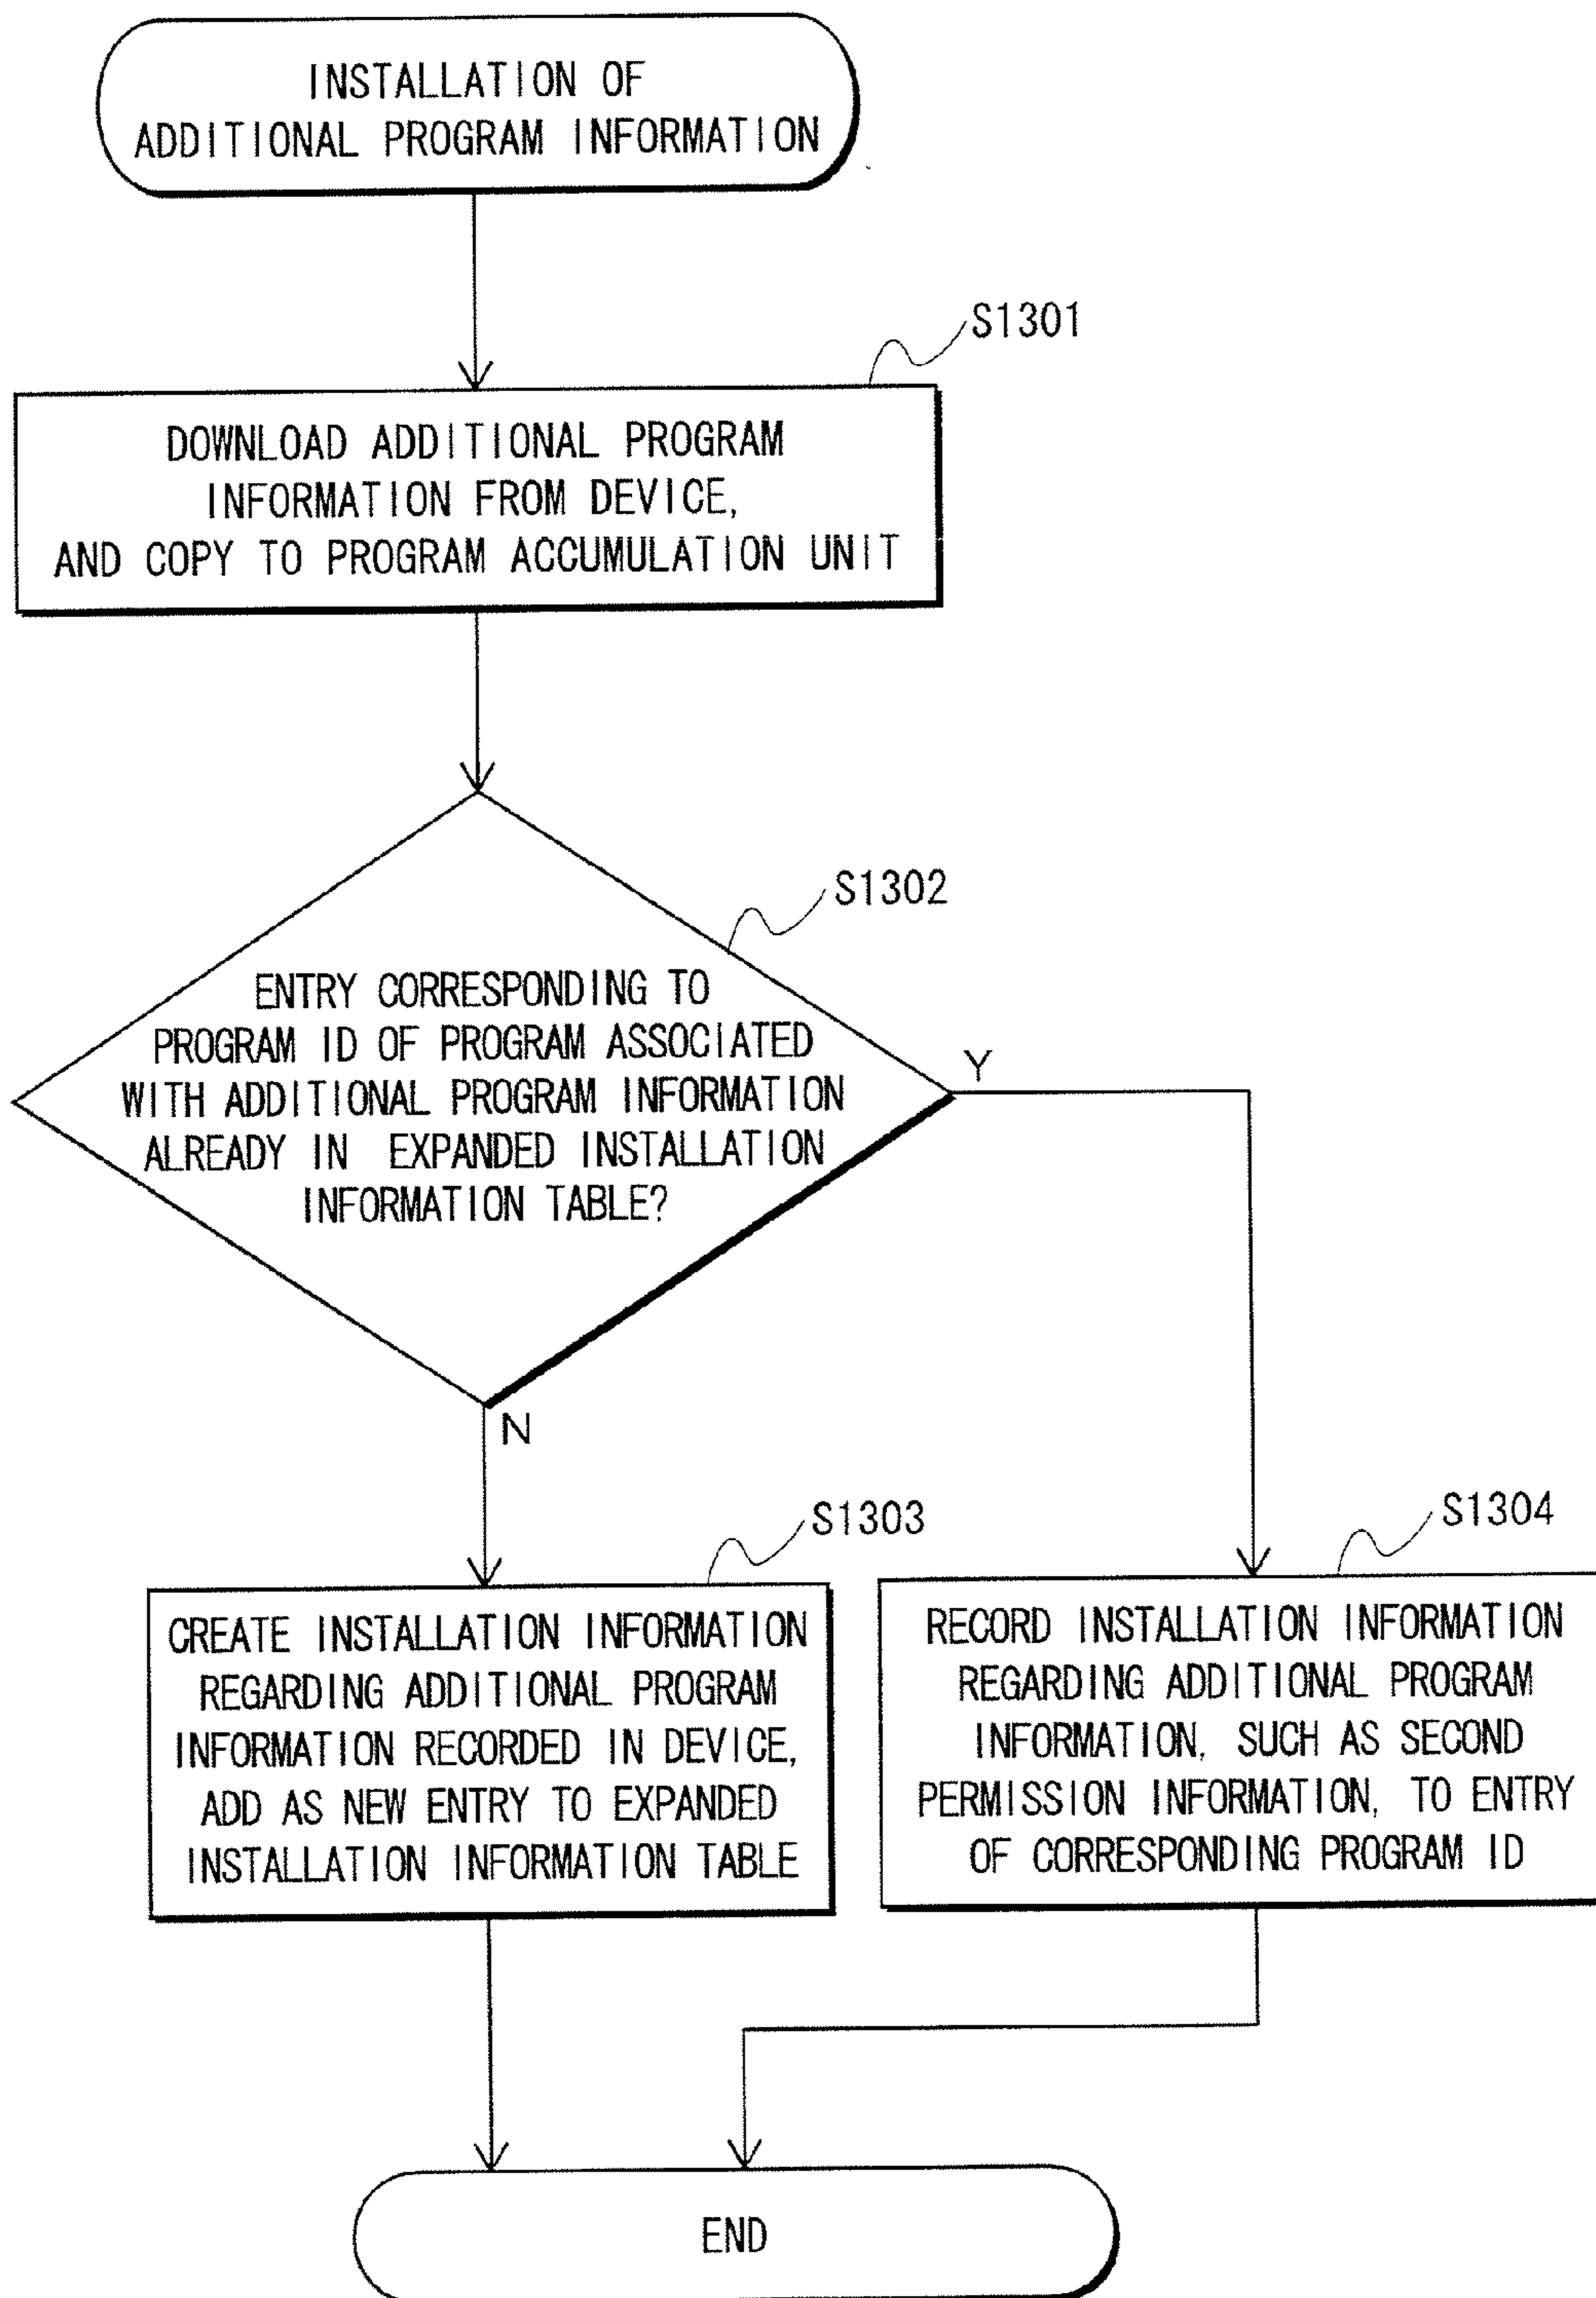 INSTALLATION OF
ADDITIONAL PROGRAM INFORMATION
S1301
DOWNLOAD ADDITIONAL PROGRAM
INFORMATION FROM DEVICE,
AND COPY TO PROGRAM ACCUMULATION UNIT
S1302
ENTRY CORRESPONDING TO
PROGRAM ID OF PROGRAM ASSOCIATED
WITH ADDITIONAL PROGRAM INFORMATION
ALREADY IN EXPANDED INSTALLATION
INFORMATION TABLE?
Y
N
S1303
CREATE INSTALLATION INFORMATION
REGARDING ADDITIONAL PROGRAM
INFORMATION RECORDED IN DEVICE,
ADD AS NEW ENTRY TO EXPANDED
INSTALLATION INFORMATION TABLE
S1304
RECORD INSTALLATION INFORMATION
REGARDING ADDITIONAL PROGRAM
INFORMATION, SUCH AS SECOND
PERMISSION INFORMATION, TO ENTRY
OF CORRESPONDING PROGRAM ID
END